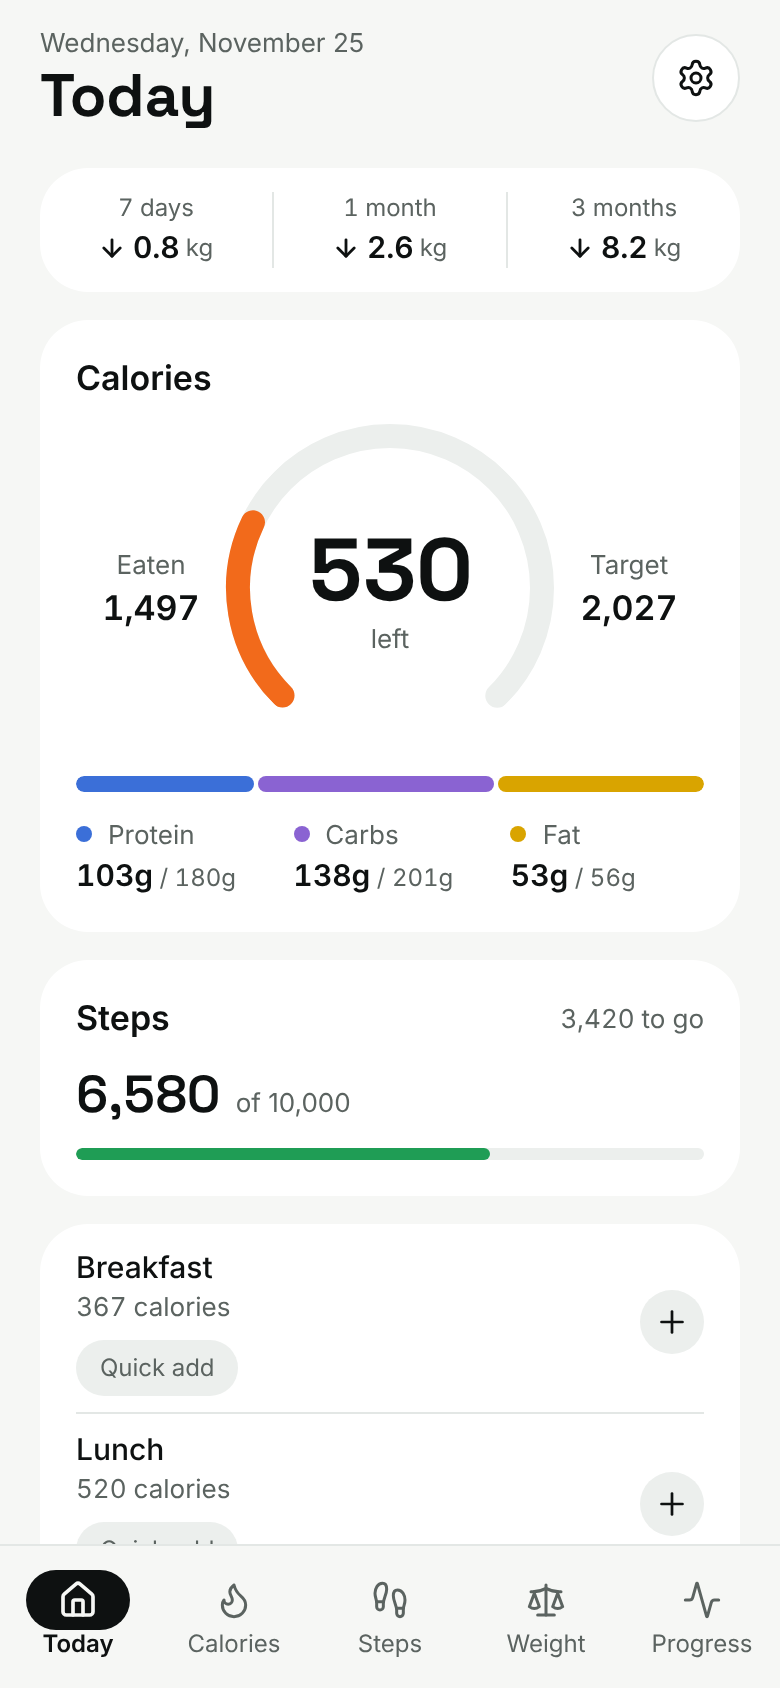 Wednesday, November 25
Today
7 days
1 month
3 months
↓ 0.8 kg
↓ 2.6 kg
↓ 8.2 kg
Calories
530
left
Eaten
1,497
Target
2,027
Protein
103g / 180g
Carbs
138g / 201g
Fat
53g / 56g
Steps
3,420 to go
6,580 of 10,000
Breakfast
367 calories
Quick add
Lunch
520 calories
Today
Calories
Steps
Weight
Progress